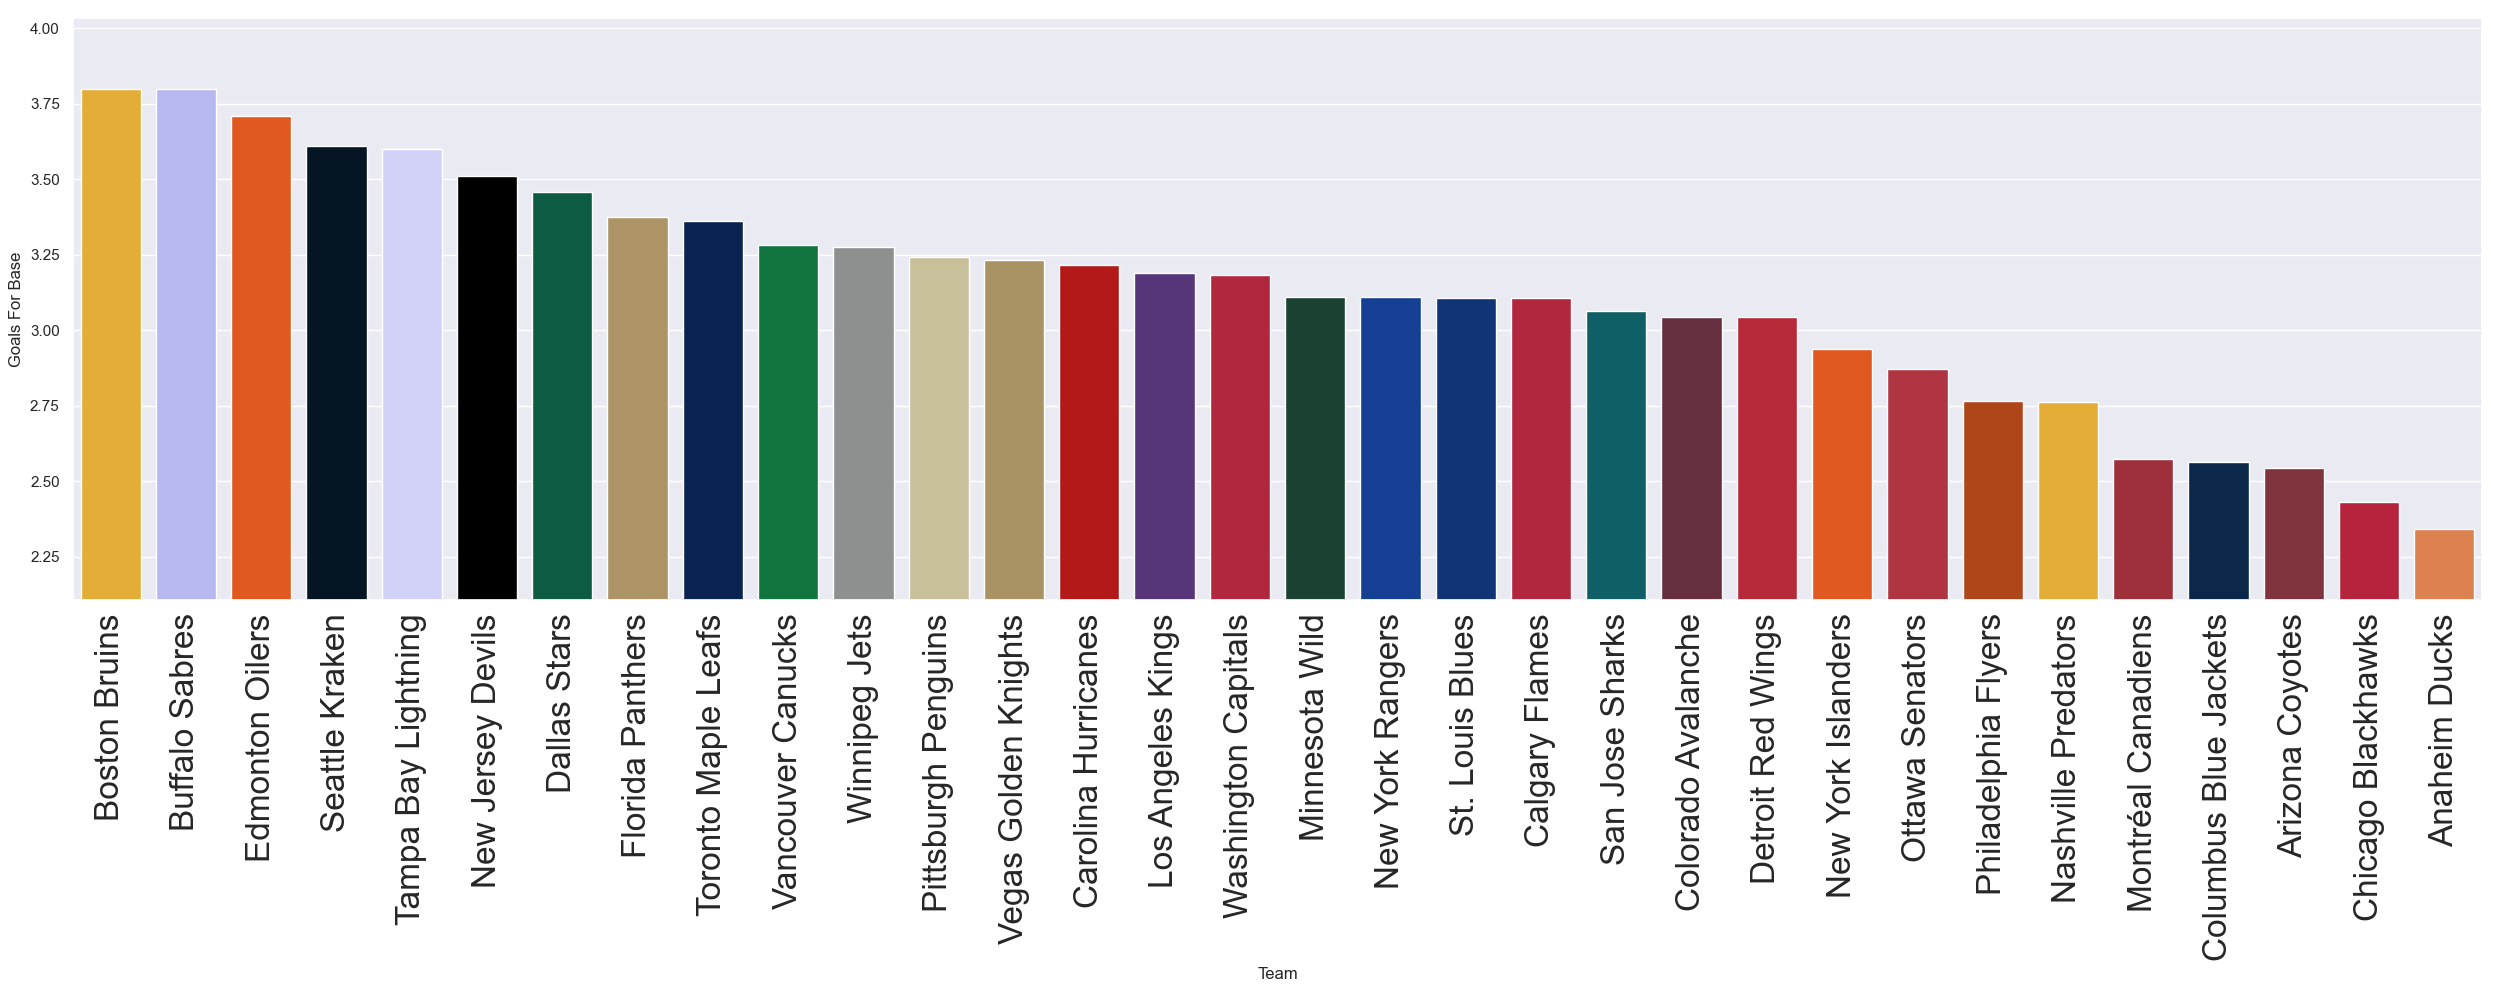 4.00
3.75
3.50
3.25
3.00
2.75
2.50
2.25
Goals For Base
Boston Bruins
Buffalo Sabres
Edmonton Oilers
Seattle Kraken
Tampa Bay Lightning
New Jersey Devils
Dallas Stars
Florida Panthers
Toronto Maple Leafs
Vancouver Canucks
Winnipeg Jets
Pittsburgh Penguins
Vegas Golden Knights
Carolina Hurricanes
Los Angeles Kings
Washington Capitals
Minnesota Wild
New York Rangers
St. Louis Blues
Calgary Flames
San Jose Sharks
Colorado Avalanche
Detroit Red Wings
New York Islanders
Ottawa Senators
Philadelphia Flyers
Nashville Predators
Montréal Canadiens
Columbus Blue Jackets
Arizona Coyotes
Chicago Blackhawks
Anaheim Ducks
Team